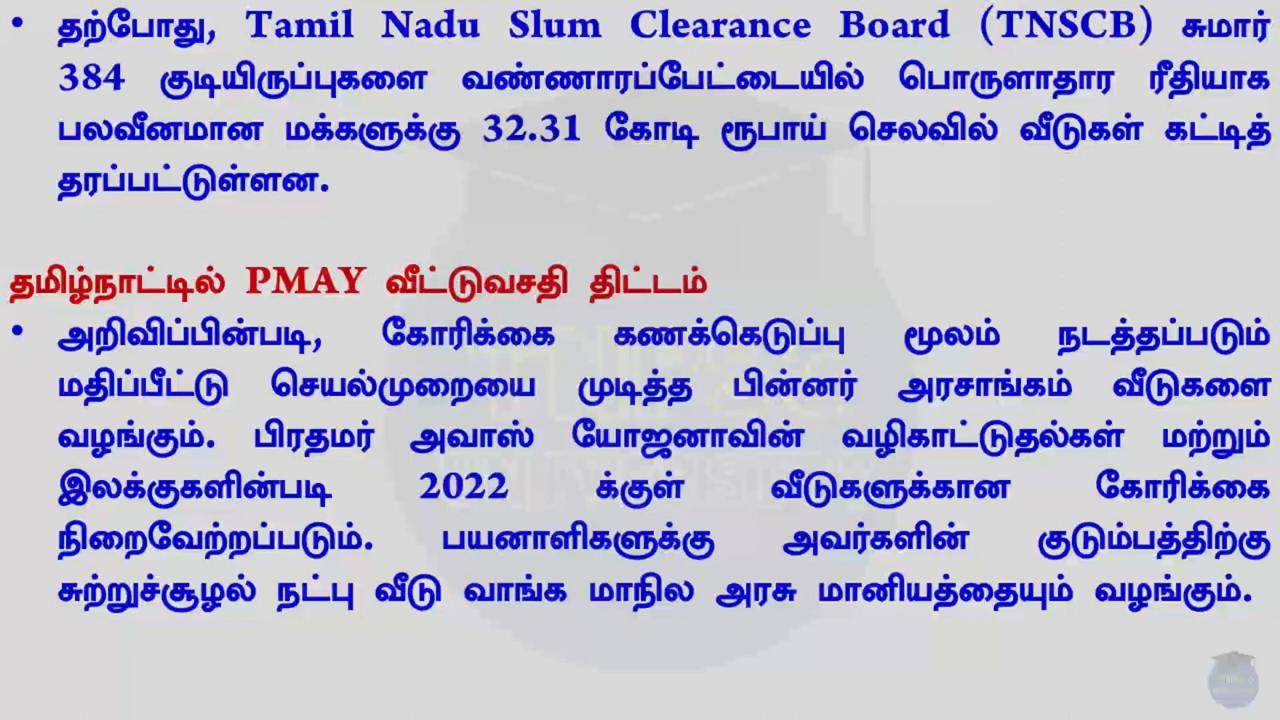 • தற்போது, Tamil Nadu Slum Clearance Board (TNSCB) சுமார்
384 குடியிருப்புகளை வண்ணாரப்பேட்டையில் பொருளாதார ரீதியாக
பலவீனமான மக்களுக்கு 32.31 கோடி ரூபாய் செலவில் வீடுகள் கட்டித்
தரப்பட்டுள்ளன.
தமிழ்நாட்டில் PMAY வீட்டுவசதி திட்டம்
• அறிவிப்பின்படி, கோரிக்கை கணக்கெடுப்பு மூலம் நடத்தப்படும்
மதிப்பீட்டு செயல்முறையை முடித்த பின்னர் அரசாங்கம் வீடுகளை
வழங்கும். பிரதமர் அவாஸ் யோஜனாவின் வழிகாட்டுதல்கள் மற்றும்
இலக்குகளின்படி 2022 க்குள் வீடுகளுக்கான கோரிக்கை
நிறைவேற்றப்படும். பயனாளிகளுக்கு அவர்களின் குடும்பத்திற்கு
சுற்றுச்சூழல் நட்பு வீடு வாங்க மாநில அரசு மானியத்தையும் வழங்கும்.